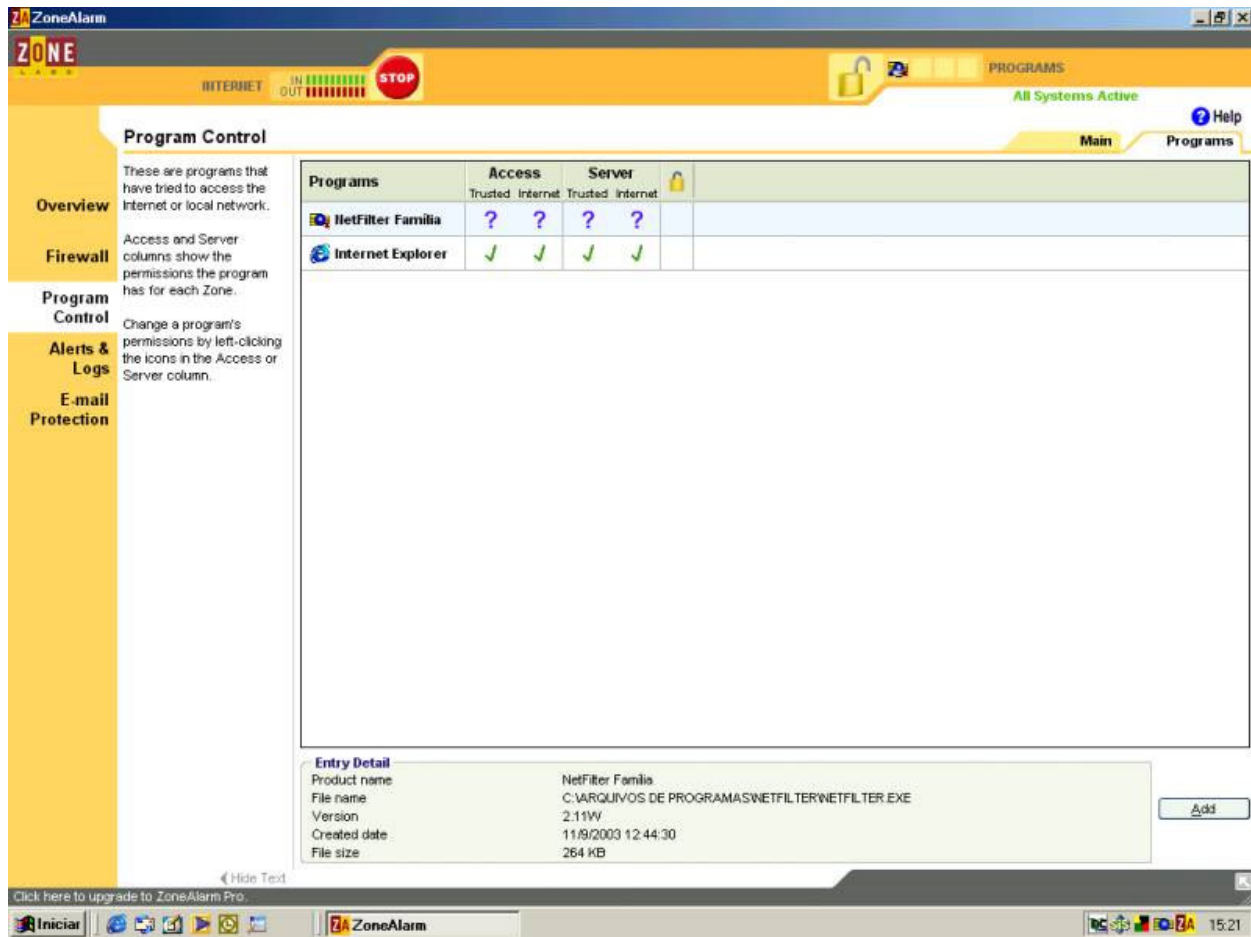 ZoneAlarm
ZONE
LABS
INTERNET
IN
OUT
STOP
PROGRAMS
All Systems Active
Help
Program Control
Main
Programs
Overview
Firewall
Program
Control
Alerts &
Logs
E-mail
Protection
These are programs that
have tried to access the
Internet or local network.
Access and Server
columns show the
permissions the program
has for each Zone.
Change a program's
permissions by left-clicking
the icons in the Access or
Server column.
Programs
Access
Server
Trusted Internet Trusted Internet
NetFilter Família ? ? ? ?
Internet Explorer
Entry Detail
Product name NetFilter Família
File name C:\ARQUIVOS DE PROGRAMAS\NETFILTER\NETFILTER.EXE
Version 2.11W
Created date 11/9/2003 12:44:30
File size 264 KB
Add
Hide Text
Click here to upgrade to ZoneAlarm Pro.
Iniciar
ZA ZoneAlarm
ZA
15:21